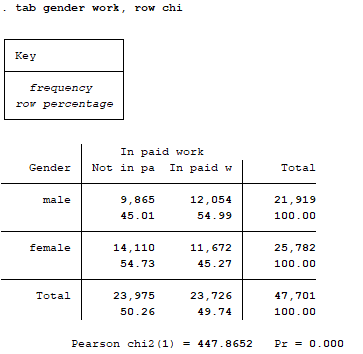 . tab gender work, row chi
Key
frequency
row percentage
In paid work
Gender Not in pa In paid w Total
male 9,865 12,054 21,919
45.01 54.99 100.00
female 14,110 11,672 25,782
54.73 45.27 100.00
Total 23,975 23,726 47,701
50.26 49.74 100.00
Pearson chi2(1) = 447.8652 Pr = 0.000